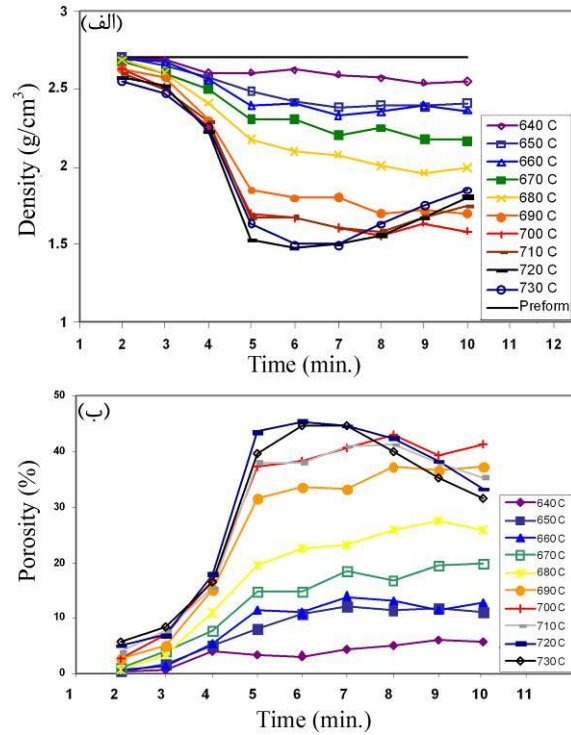 (الف)
Density (g/cm³)
3
2.5
2
1.5
1
1 2 3 4 5 6 7 8 9 10 11 12
Time (min.)
640 C
650 C
660 C
670 C
680 C
690 C
700 C
710 C
720 C
730 C
Preform
(ب)
Porosity (%)
50
40
30
20
10
0
1 2 3 4 5 6 7 8 9 10 11
Time (min.)
640 C
650 C
660 C
670 C
680 C
690 C
700 C
710 C
720 C
730 C